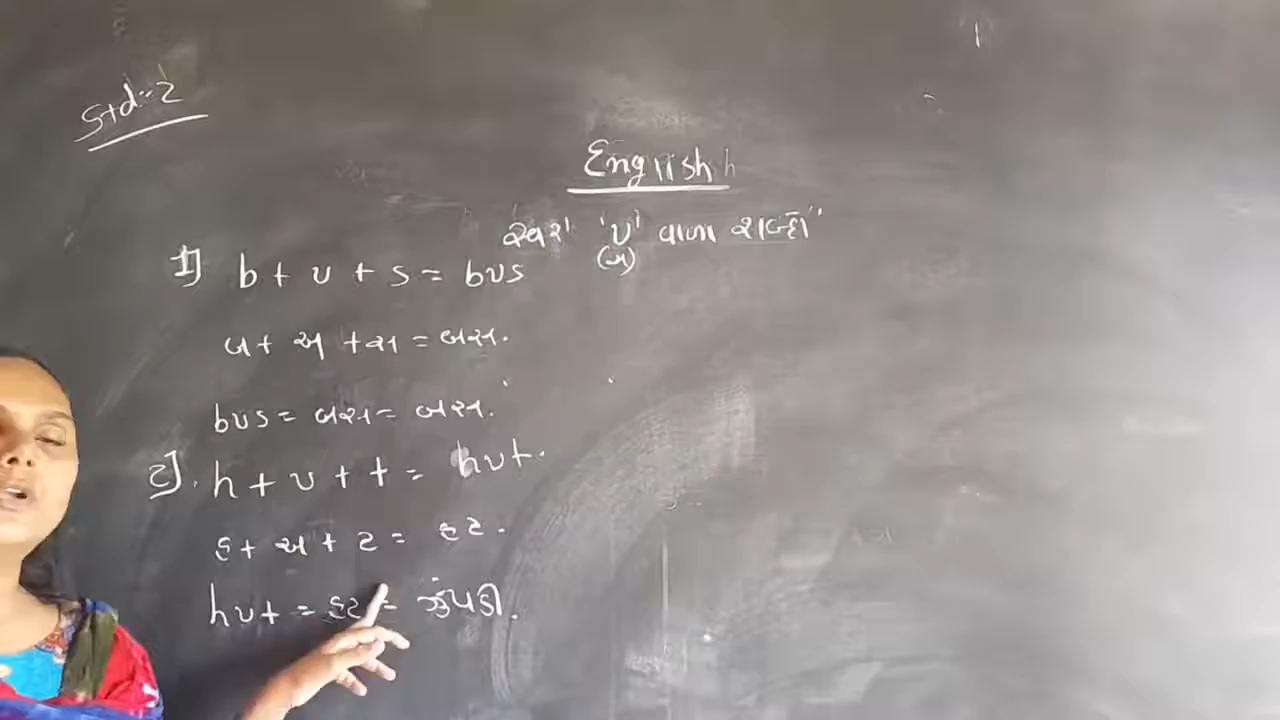 Std:-2
English
સ્વર 'u' વાળા શબ્દો"
(અ)
1] b + u + s = bus
બ + અ + સ = બસ.
bus = બસ = બસ.
2]. h + u + t = hut.
હ + અ + ટ = હટ.
hut = હટ = ઝુંપડી.